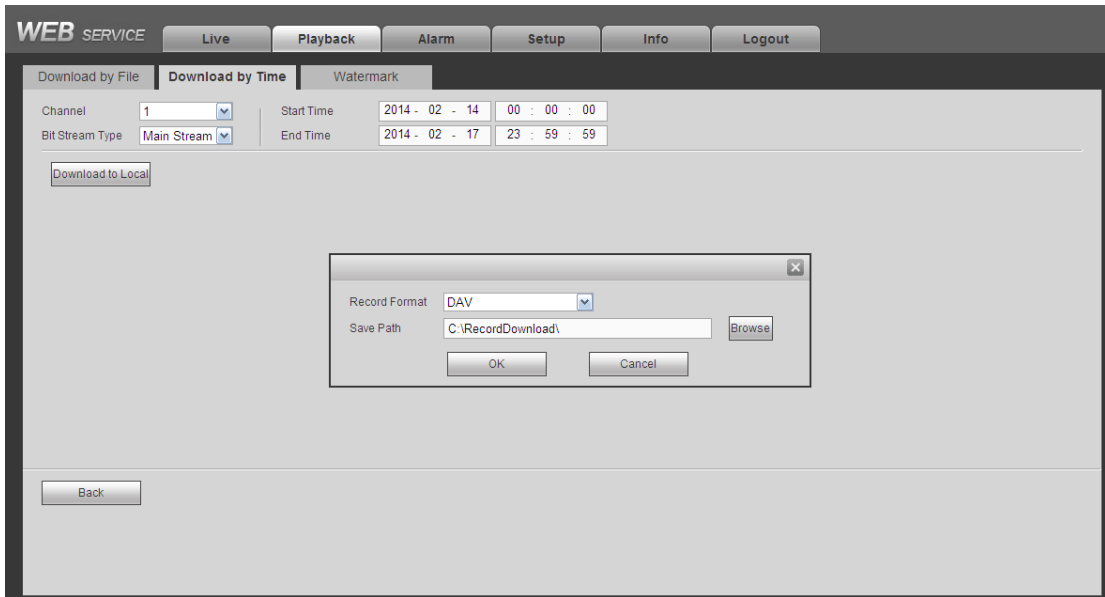 WEB SERVICE Live Playback Alarm Setup Info Logout
Download by File Download by Time Watermark
Channel 1 Start Time 2014 - 02 - 14 00 : 00 : 00
Bit Stream Type Main Stream End Time 2014 - 02 - 17 23 : 59 : 59
Download to Local
Record Format DAV
Save Path C:\RecordDownload\ Browse
OK Cancel
Back